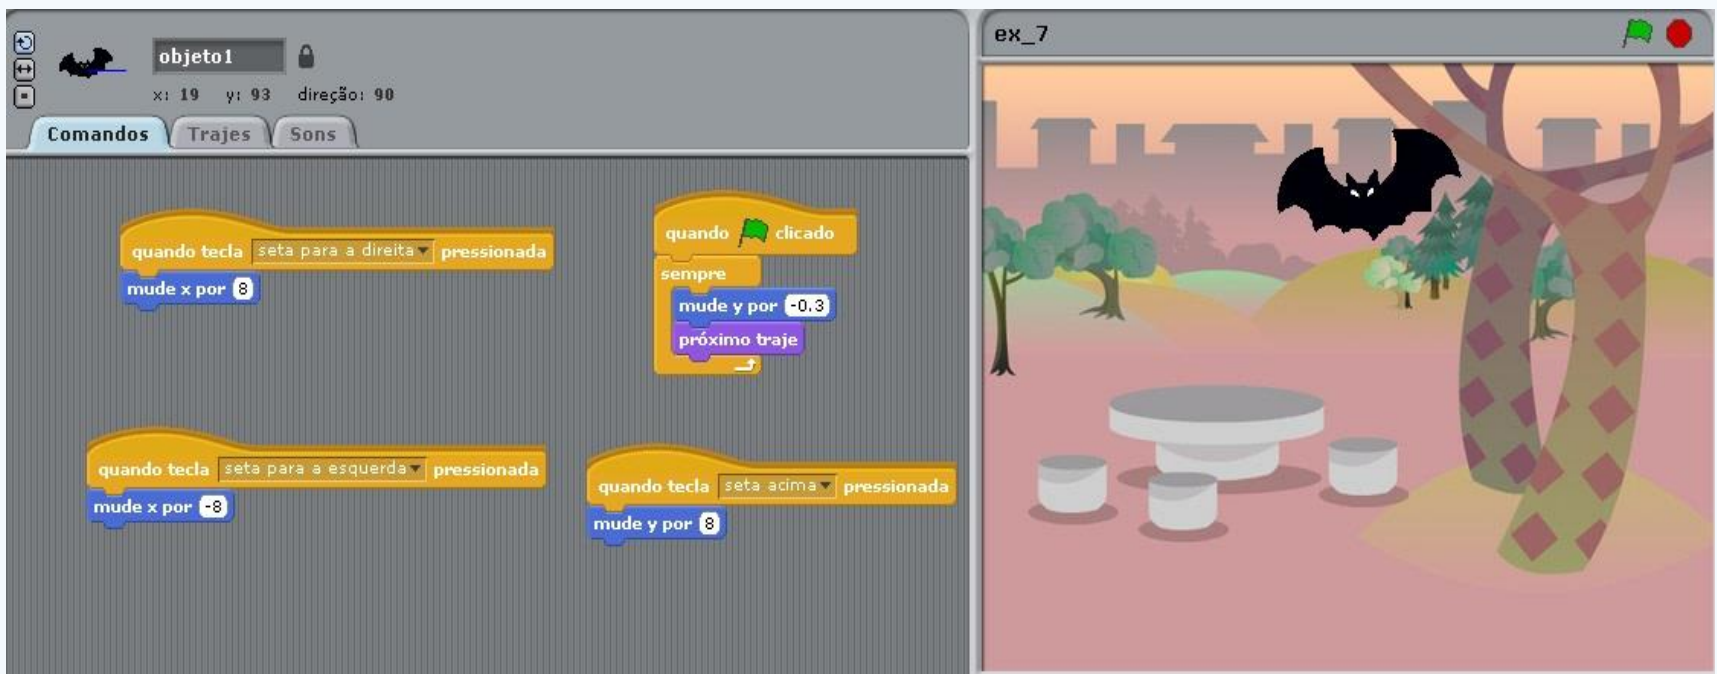 objeto1
x: 19 y: 93 direção: 90
Comandos Trajes Sons
quando tecla seta para a direita pressionada
mude x por 8
quando clicado
sempre
mude y por -0.3
próximo traje
quando tecla seta para a esquerda pressionada
mude x por -8
quando tecla seta acima pressionada
mude y por 8
ex_7